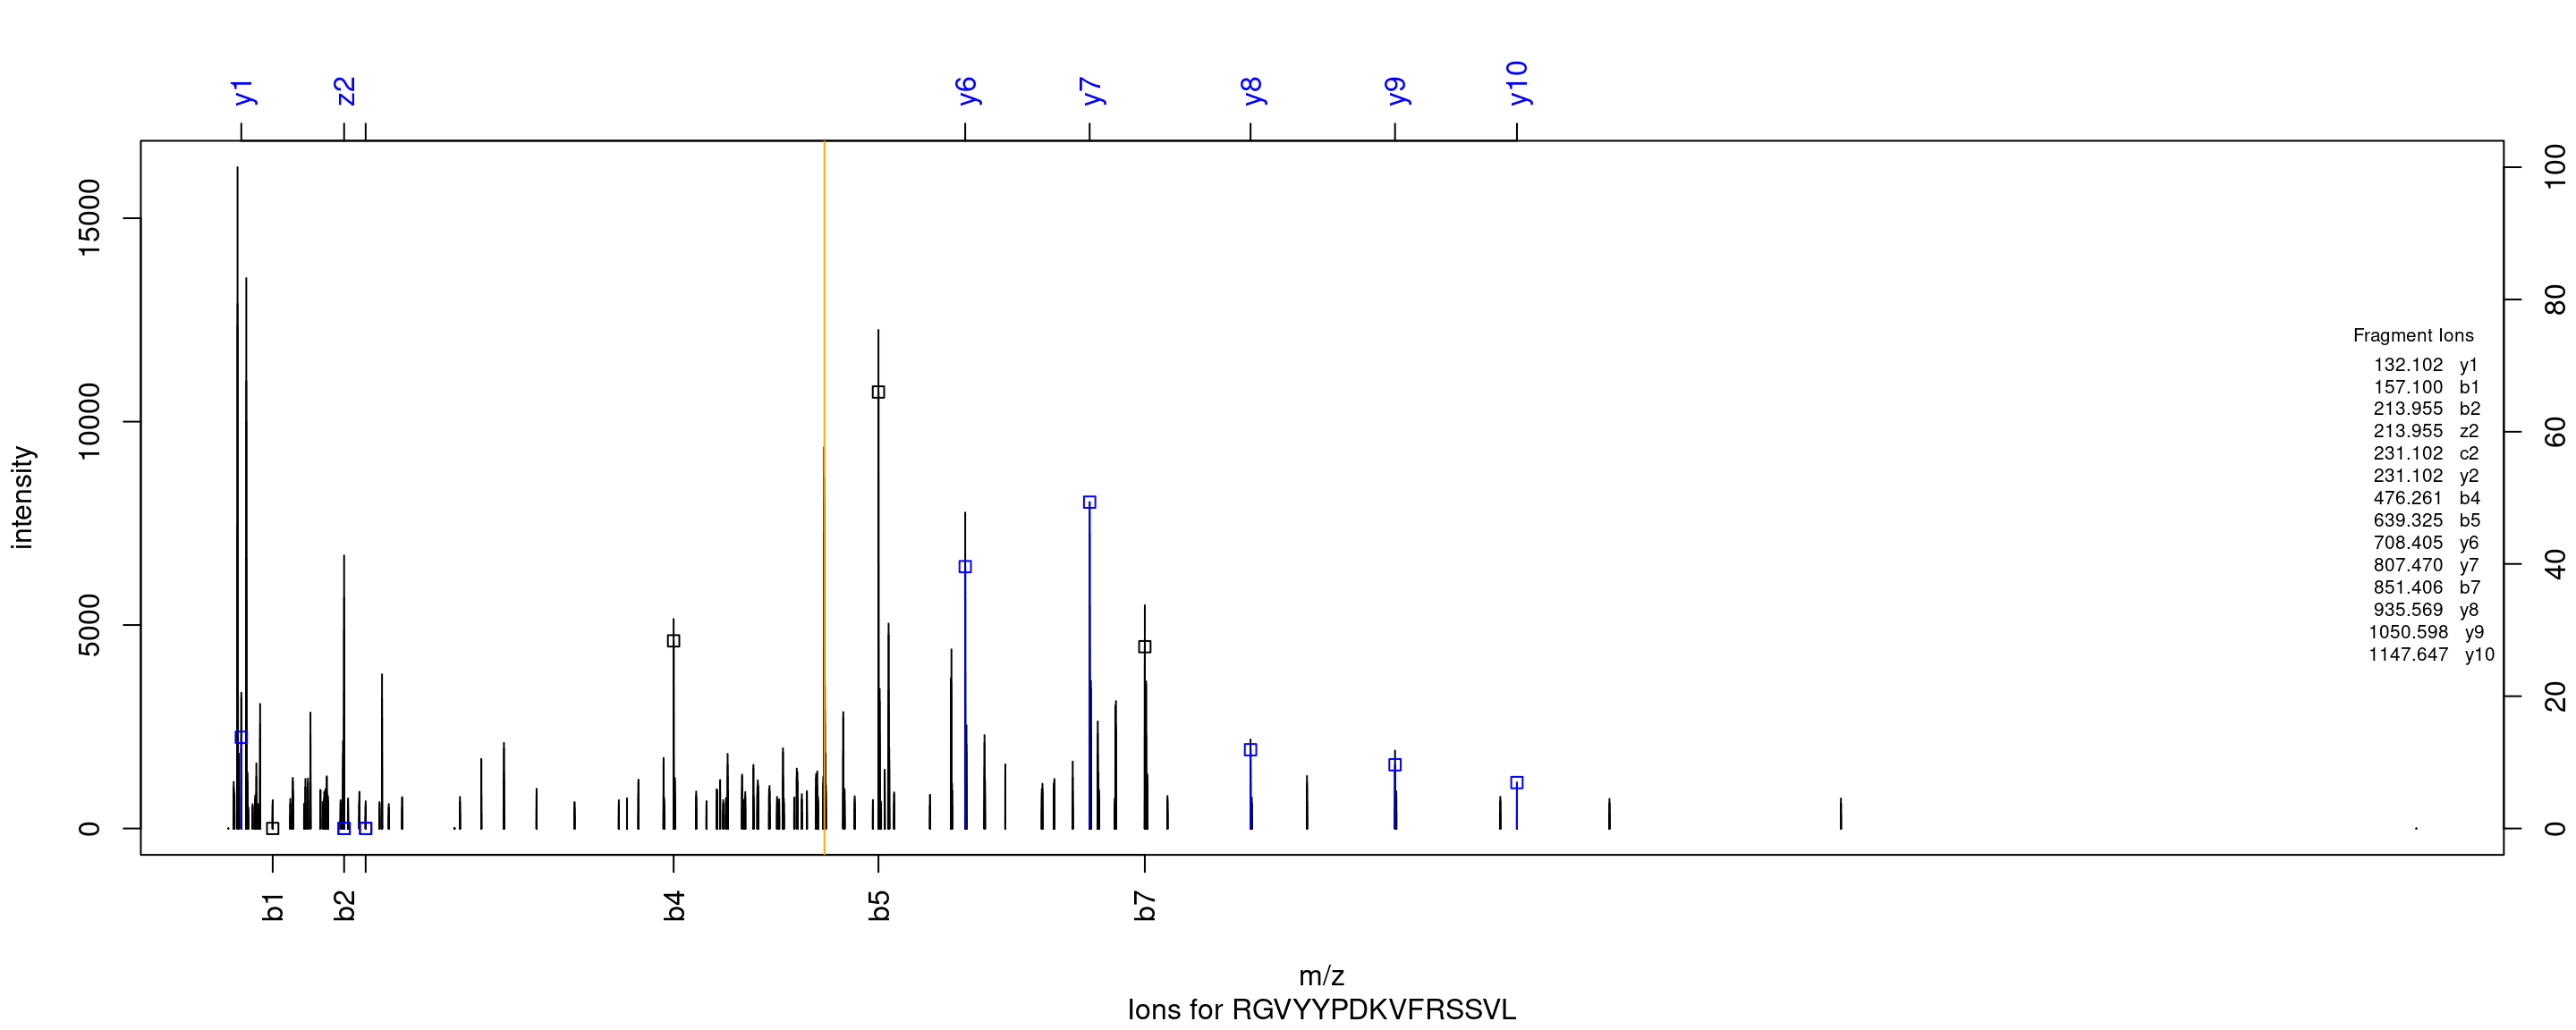 y1 z2 y6 y7 y8 y9 y10
intensity
0 5000 10000 15000
0 20 40 60 80 100
Fragment Ions
132.102 y1
157.100 b1
213.955 b2
213.955 z2
231.102 c2
231.102 y2
476.261 b4
639.325 b5
708.405 y6
807.470 y7
851.406 b7
935.569 y8
1050.598 y9
1147.647 y10
b1 b2 b4 b5 b7
m/z
Ions for RGVYYPDKVFRSSVL